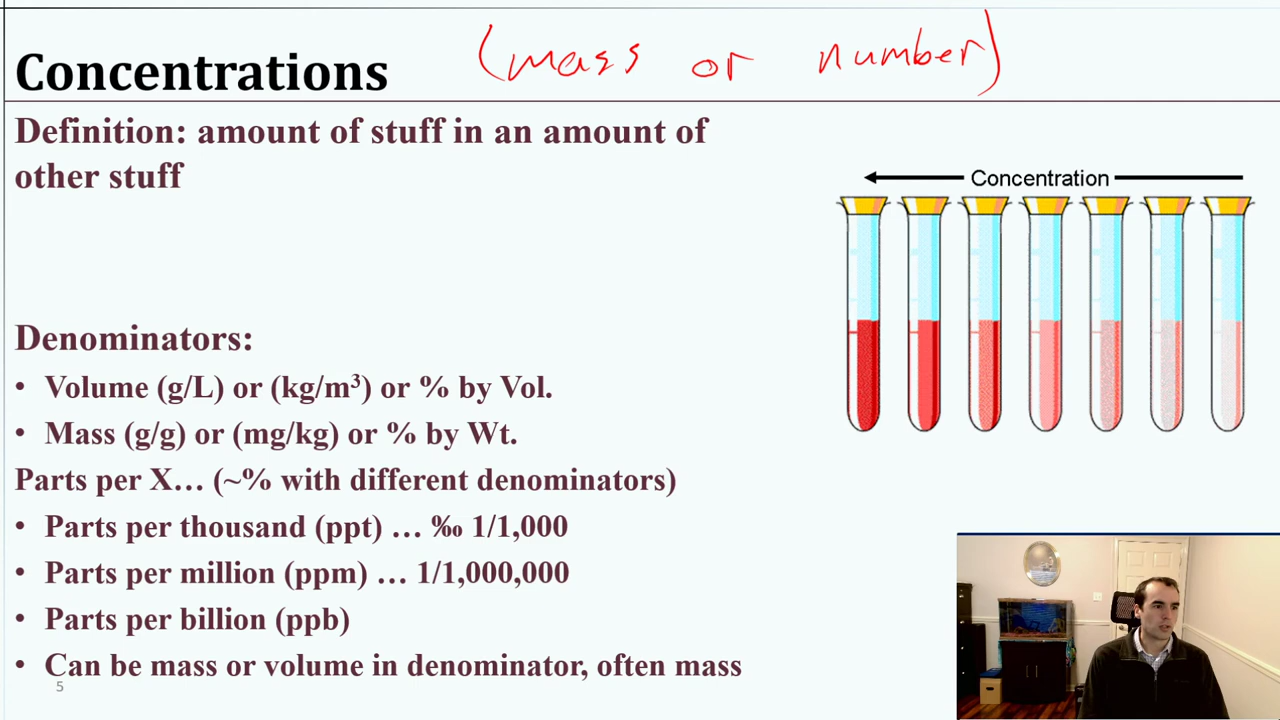 Concentrations (mass or number)
Definition: amount of stuff in an amount of
other stuff
Concentration
Denominators:
• Volume (g/L) or (kg/m³) or % by Vol.
• Mass (g/g) or (mg/kg) or % by Wt.
Parts per X… (~% with different denominators)
• Parts per thousand (ppt) … ‰ 1/1,000
• Parts per million (ppm) … 1/1,000,000
• Parts per billion (ppb)
• Can be mass or volume in denominator, often mass
5